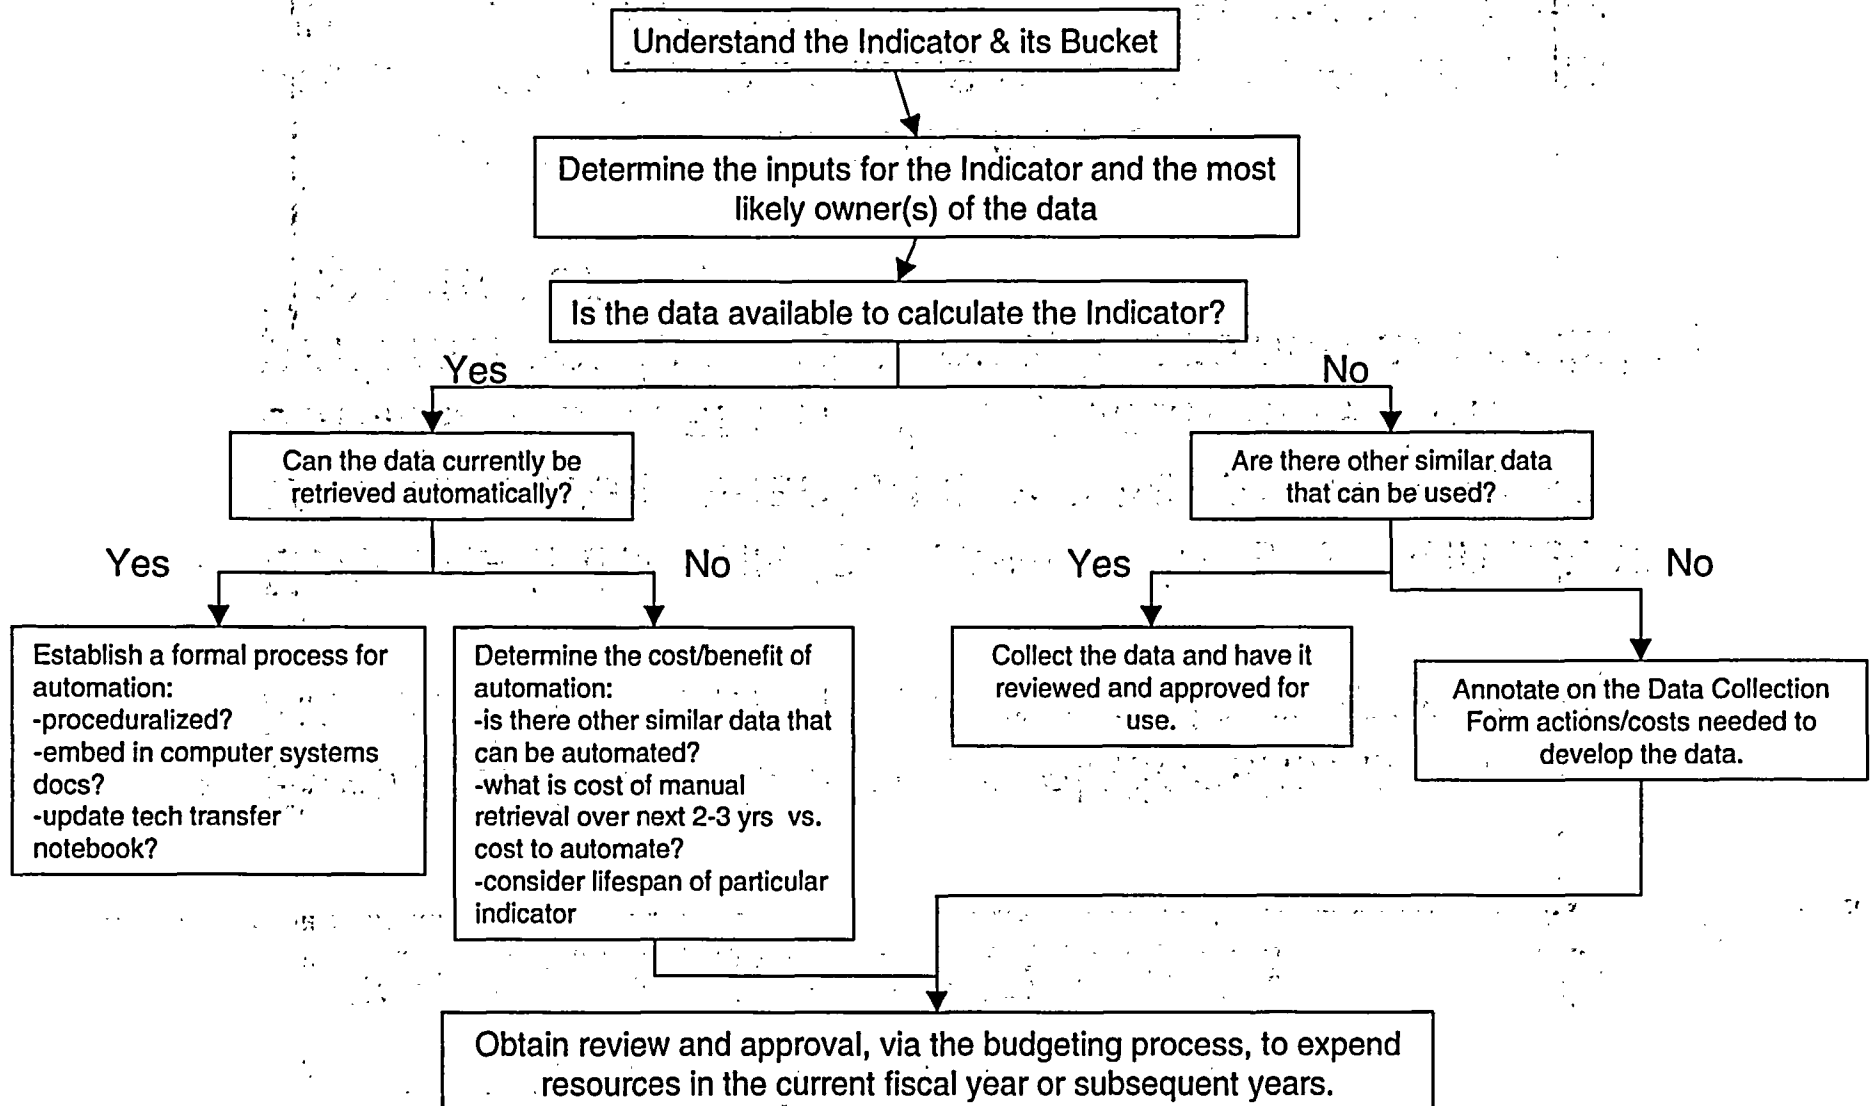 Understand the Indicator & its Bucket
Determine the inputs for the Indicator and the most
likely owner(s) of the data
Is the data available to calculate the Indicator?
Yes
No
Can the data currently be
retrieved automatically?
Are there other similar data
that can be used?
Yes
No
Yes
No
Establish a formal process for
automation:
-proceduralized?
-embed in computer systems
docs?
-update tech transfer
notebook?
Determine the cost/benefit of
automation:
-is there other similar data that
can be automated?
-what is cost of manual
retrieval over next 2-3 yrs vs.
cost to automate?
-consider lifespan of particular
indicator
Collect the data and have it
reviewed and approved for
use.
Annotate on the Data Collection
Form actions/costs needed to
develop the data.
Obtain review and approval, via the budgeting process, to expend
resources in the current fiscal year or subsequent years.